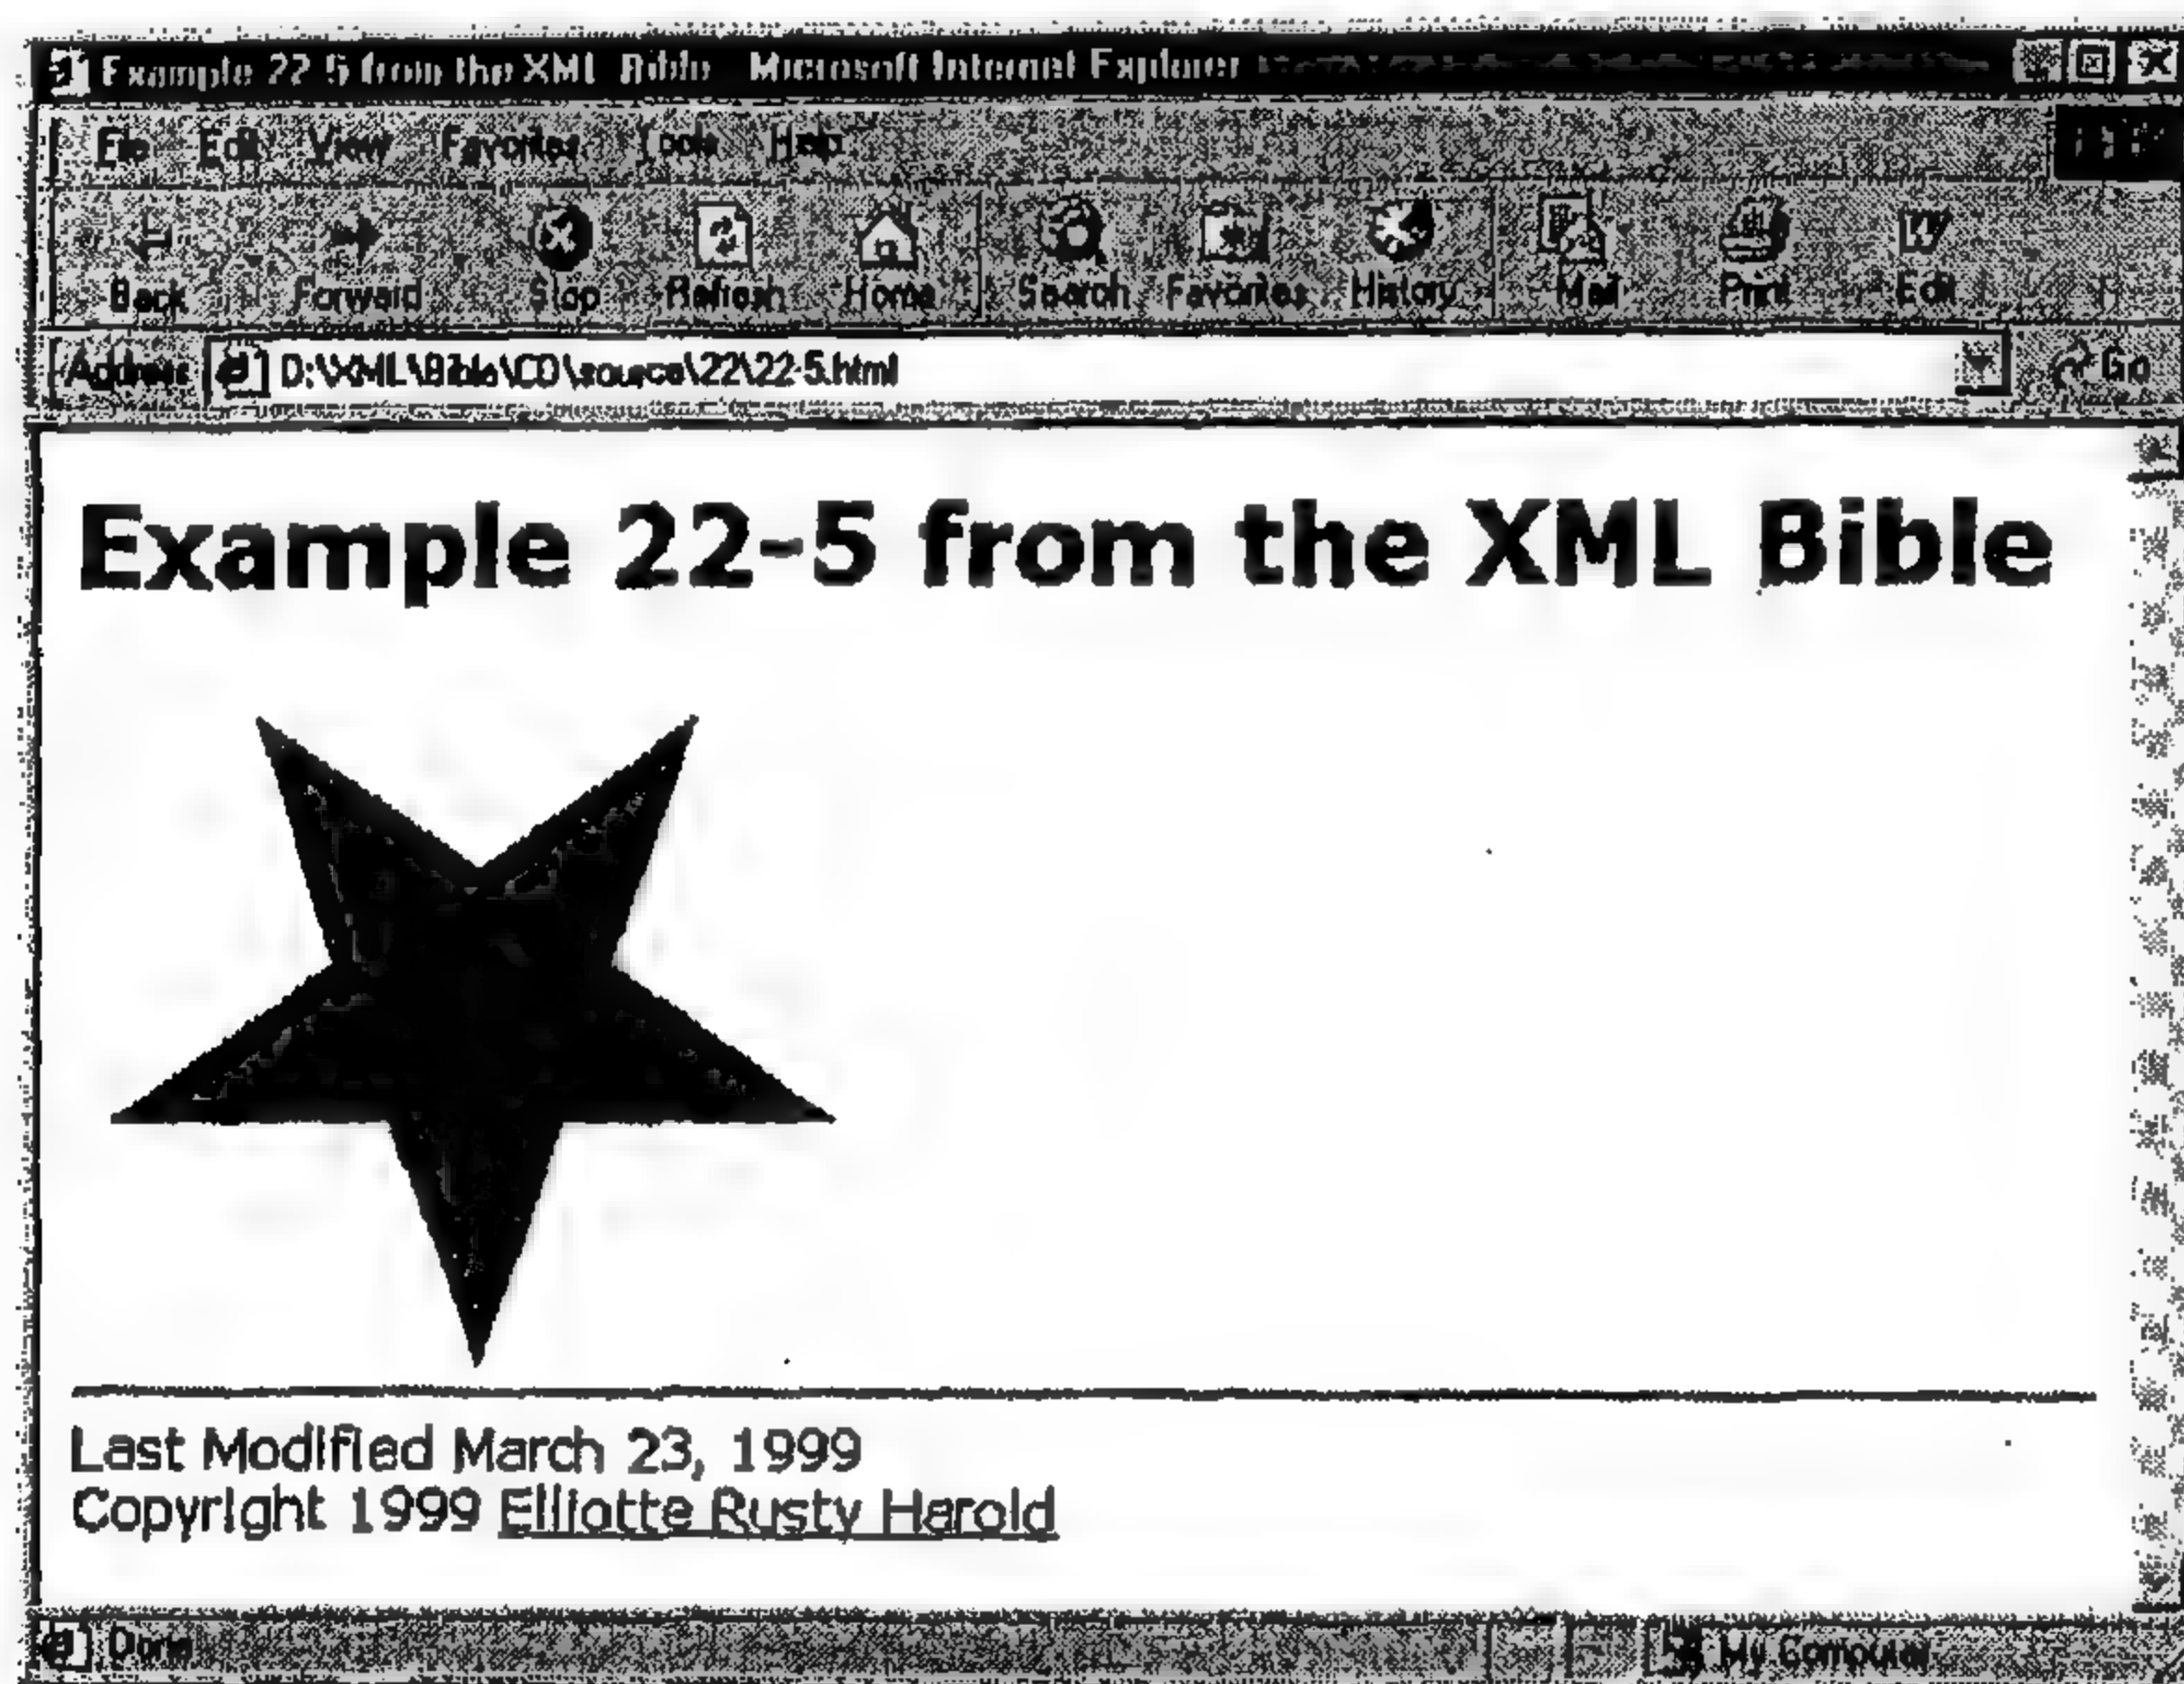 Example 22-5 from the XML Bible - Microsoft Internet Explorer
File Edit View Favorites Tools Help
Back Forward Stop Refresh Home Search Favorites History Mail Print Edit
Address D:\XML\Bible\CD\source\22\22-5.html Go
Example 22-5 from the XML Bible
Last Modified March 23, 1999
Copyright 1999 Elliotte Rusty Harold
Done My Computer